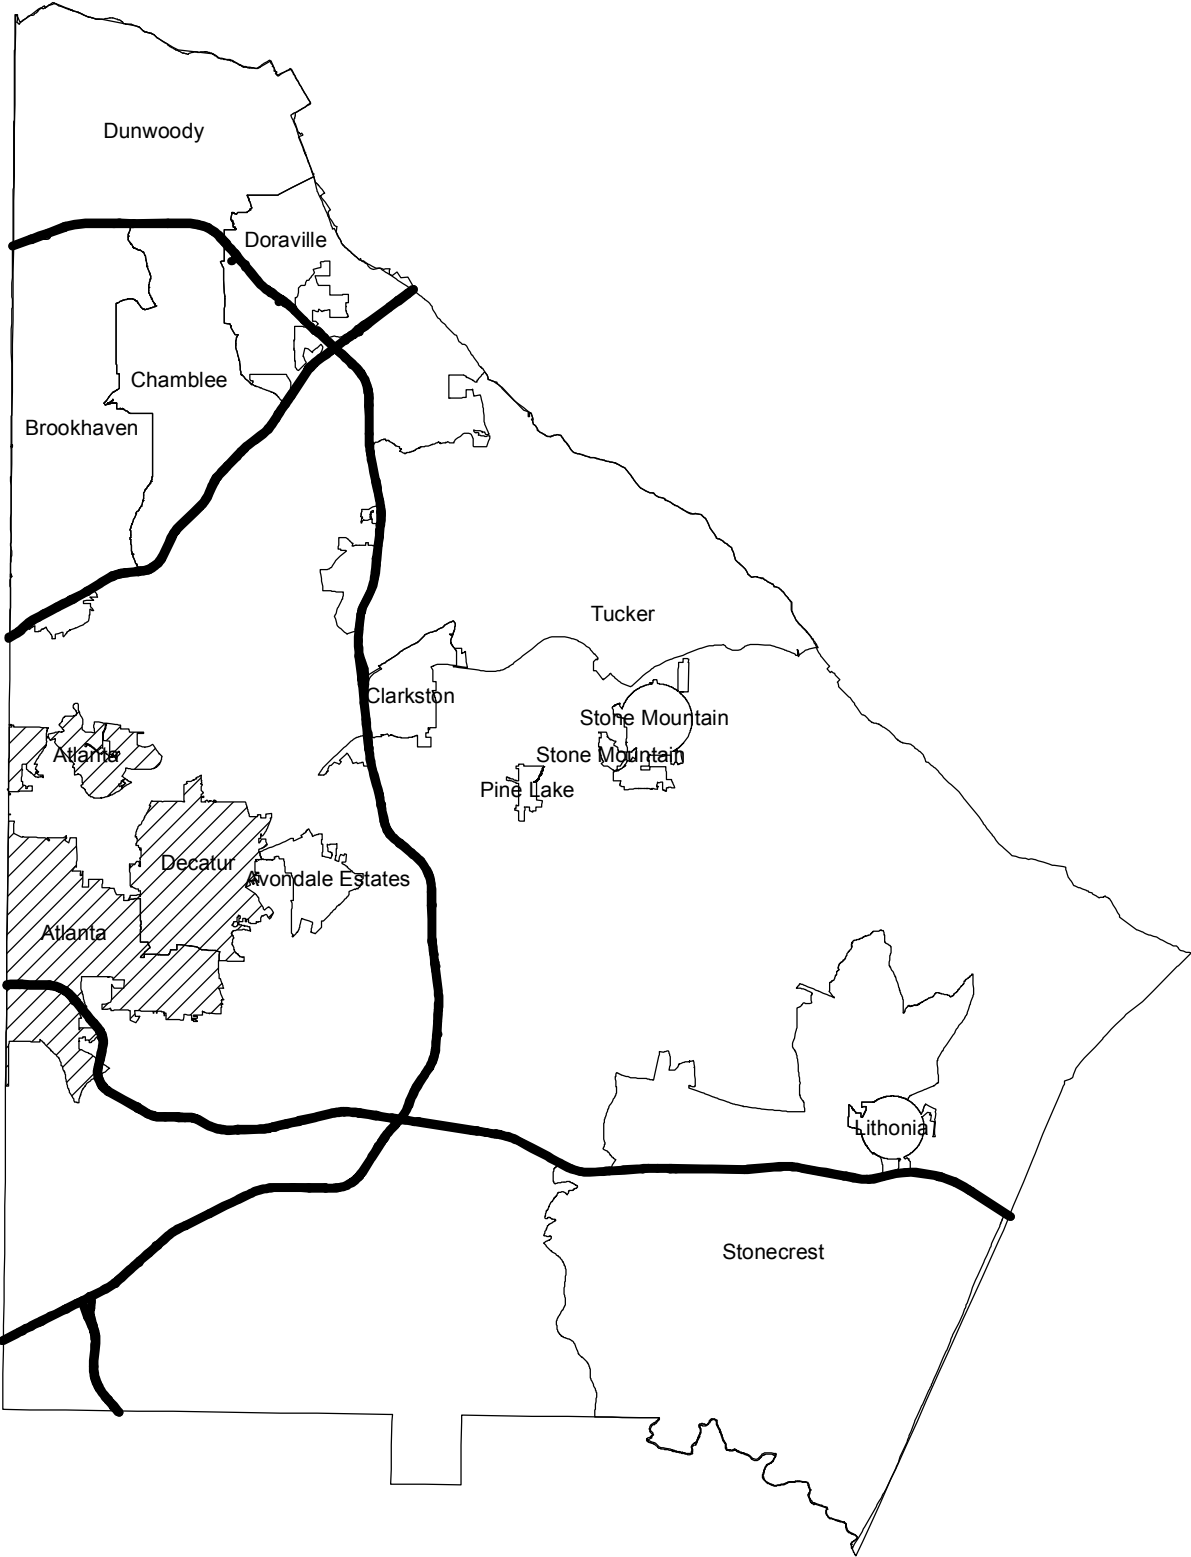 Dunwoody
Doraville
Chamblee
Brookhaven
Tucker
Clarkston
Stone Mountain
Atlanta
Stone Mountain
Pine Lake
Decatur
Avondale Estates
Atlanta
Lithonia
Stonecrest